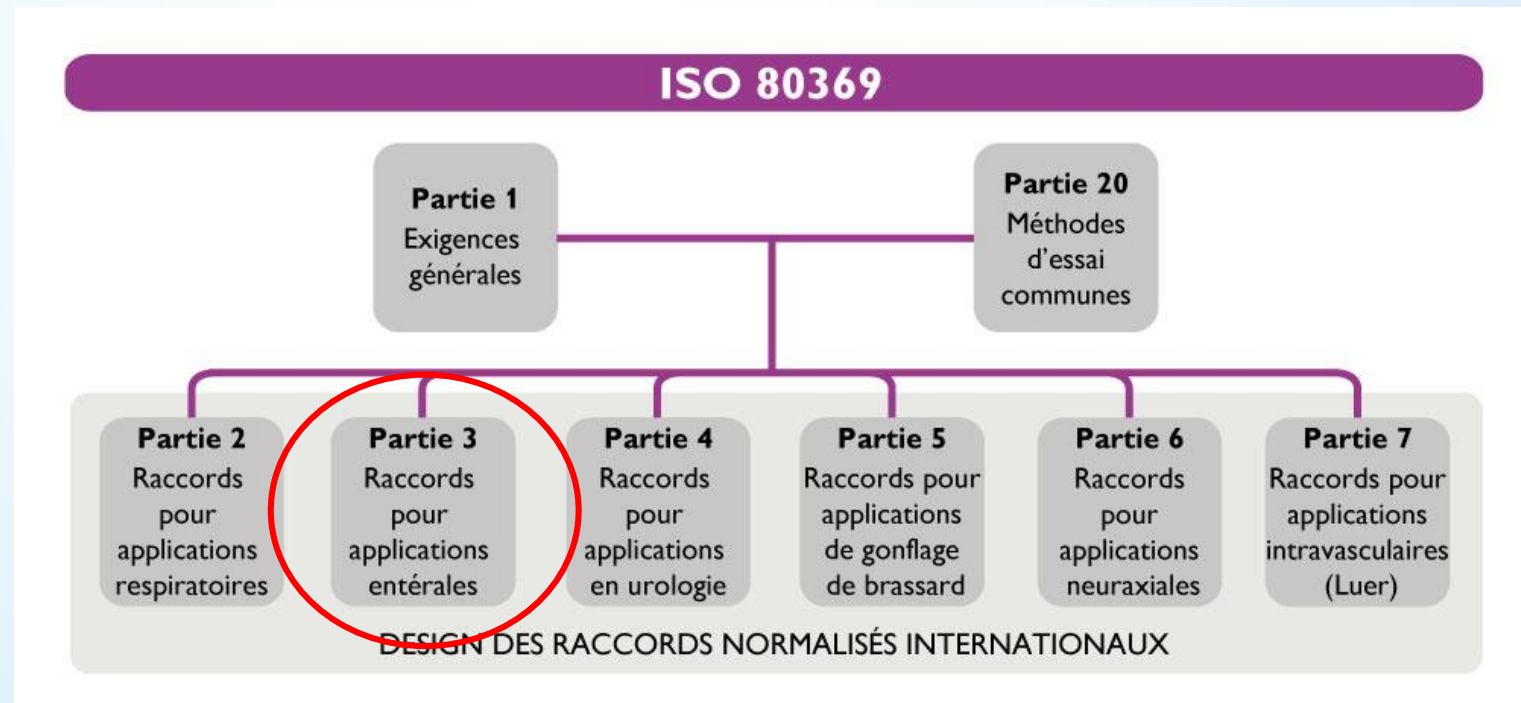 ISO 80369
Partie 1
Exigences
générales
Partie 20
Méthodes
d'essai
communes
Partie 2
Raccords
pour
applications
respiratoires
Partie 3
Raccords
pour
applications
entérales
Partie 4
Raccords
pour
applications
en urologie
Partie 5
Raccords pour
applications
de gonflage
de brassard
Partie 6
Raccords
pour
applications
neuraxiales
Partie 7
Raccords pour
applications
intravasculaires
(Luer)
DESIGN DES RACCORDS NORMALISÉS INTERNATIONAUX